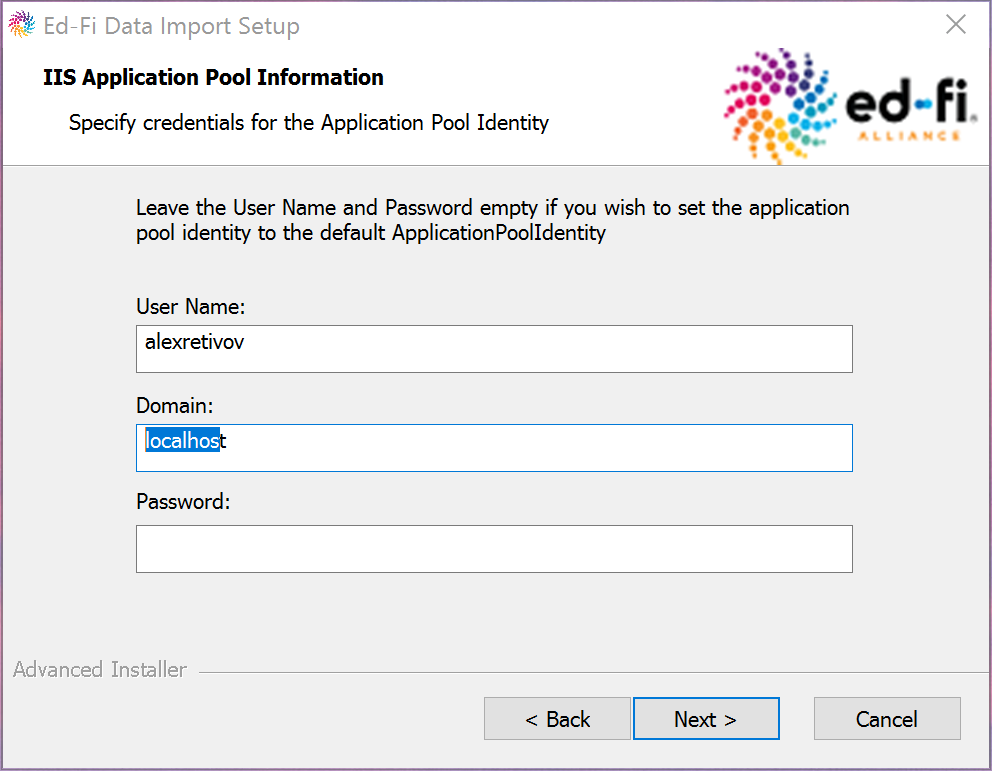 Ed-Fi Data Import Setup
IIS Application Pool Information
Specify credentials for the Application Pool Identity
ed-fi®
ALLIANCE
Leave the User Name and Password empty if you wish to set the application
pool identity to the default ApplicationPoolIdentity
User Name:
alexretivov
Domain:
localhost
Password:
Advanced Installer
< Back
Next >
Cancel